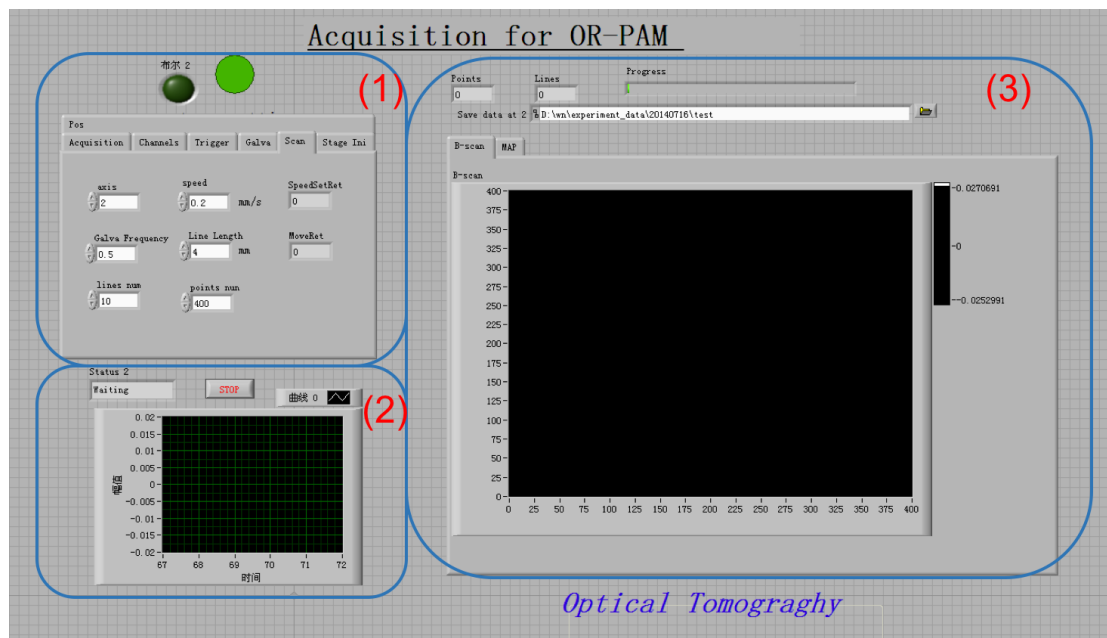 Acquisition for OR-PAM
布尔 2
(1)
Pos
Acquisition Channels Trigger Galva Scan Stage Ini
axis speed SpeedSetRet
2 0.2 mm/s 0
Galva Frequency Line Length MoveRet
0.5 4 mm 0
lines num points nun
10 400
Status 2
Waiting STOP 曲线 0
(2)
0.02
0.015
0.01
0.005
0
-0.005
-0.01
-0.015
-0.02
幅值
67 68 69 70 71 72
时间
(3)
Points Lines Progress
0 0
Save data at 2 D:\wn\experiment_data\20140716\test
B-scan MAP
B-scan
400
375
350
325
300
275
250
225
200
175
150
125
100
75
50
25
0
0 25 50 75 100 125 150 175 200 225 250 275 300 325 350 375 400
-0.0270691
-0
--0.0252991
Optical Tomograghy